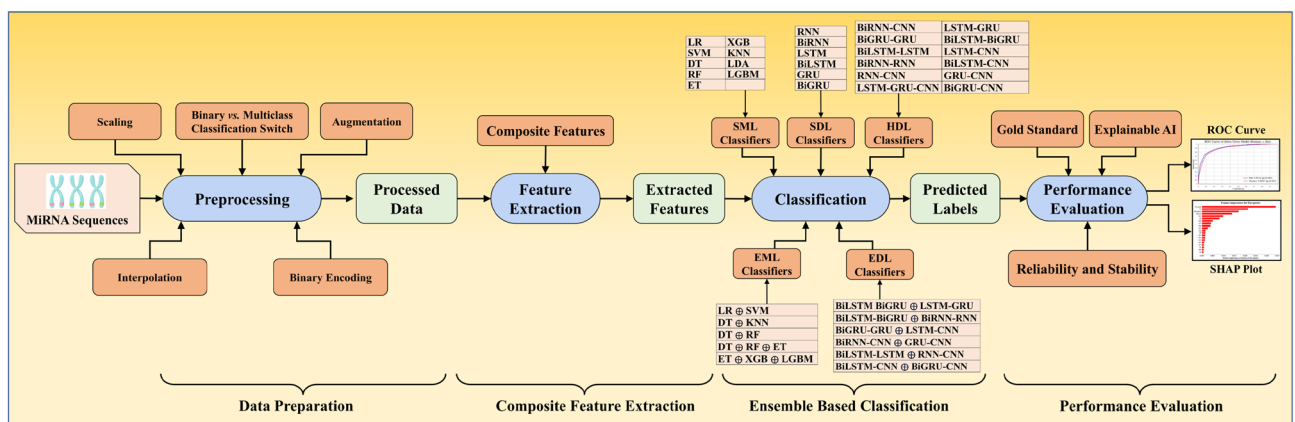 LR XGB
SVM KNN
DT LDA
RF LGBM
ET
RNN
BiRNN
LSTM
BiLSTM
GRU
BiGRU
BiRNN-CNN LSTM-GRU
BiGRU-GRU BiLSTM-BiGRU
BiLSTM-LSTM LSTM-CNN
BiRNN-RNN BiLSTM-CNN
RNN-CNN GRU-CNN
LSTM-GRU-CNN BiGRU-CNN
Scaling
Binary vs. Multiclass
Classification Switch
Augmentation
Composite Features
SML
Classifiers
SDL
Classifiers
HDL
Classifiers
Gold Standard
Explainable AI
ROC Curve
MiRNA Sequences
Preprocessing
Processed
Data
Feature
Extraction
Extracted
Features
Classification
Predicted
Labels
Performance
Evaluation
SHAP Plot
Interpolation
Binary Encoding
EML
Classifiers
EDL
Classifiers
Reliability and Stability
LR ⊕ SVM
DT ⊕ KNN
DT ⊕ RF
DT ⊕ RF ⊕ ET
ET ⊕ XGB ⊕ LGBM
BiLSTM BiGRU ⊕ LSTM-GRU
BiLSTM-BiGRU ⊕ BiRNN-RNN
BiGRU-GRU ⊕ LSTM-CNN
BiRNN-CNN ⊕ GRU-CNN
BiLSTM-LSTM ⊕ RNN-CNN
BiLSTM-CNN ⊕ BiGRU-CNN
Data Preparation
Composite Feature Extraction
Ensemble Based Classification
Performance Evaluation